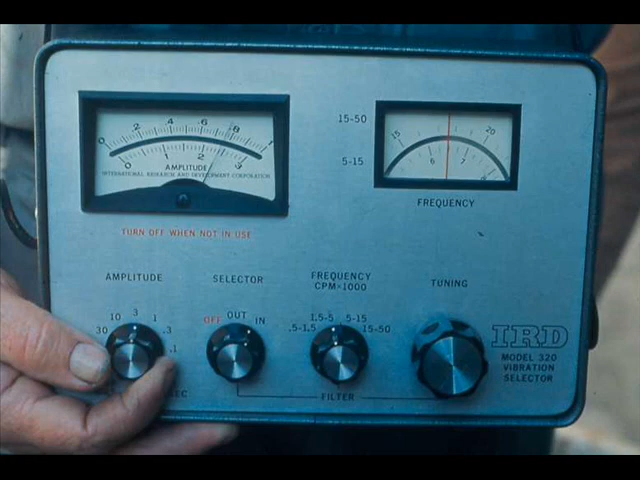 0 .2 .4 .6 .8 1
0 1 2 3
AMPLITUDE
INTERNATIONAL RESEARCH AND DEVELOPMENT CORPORATION
TURN OFF WHEN NOT IN USE
15-50
5-15
15 20
6 7
FREQUENCY
AMPLITUDE
30 10 3 1 .3 .1
SEC
SELECTOR
OFF OUT IN
FREQUENCY
CPM×1000
.5-1.5 1.5-5 5-15 15-50
TUNING
FILTER
IRD
MODEL 320
VIBRATION
SELECTOR